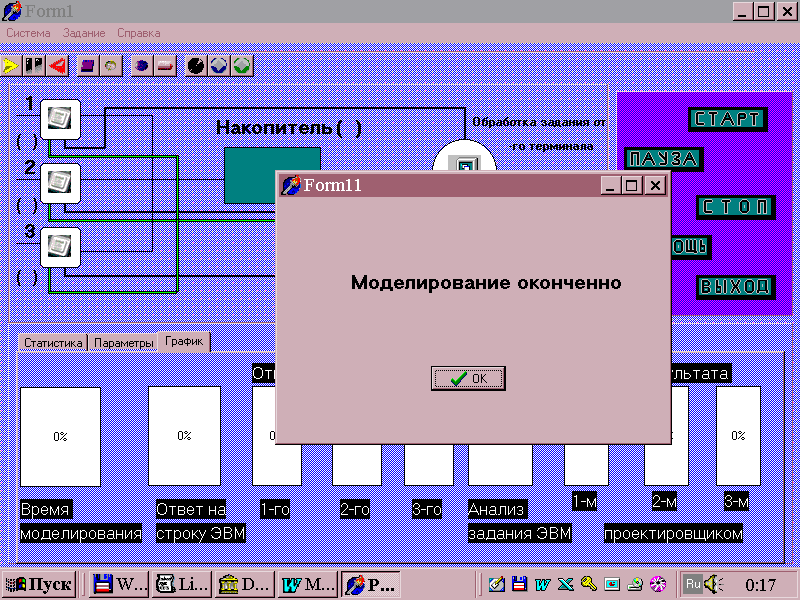 Form1
Система Задание Справка
1
( )
2
( )
3
( )
Накопитель ( )
Обработка задания от
го терминала
СТАРТ
ПАУЗА
СТОП
ОЩЬ
ВЫХОД
Form11
Моделирование оконченно
OK
Статистика Параметры График
От
льтата
0% 0% 0 % 0%
Время
моделирования
Ответ на
строку ЭВМ
1-го 2-го 3-го
Анализ
задания ЭВМ
1-м 2-м 3-м
проектировщиком
Пуск W... Li... D... M... P... Ru 0:17